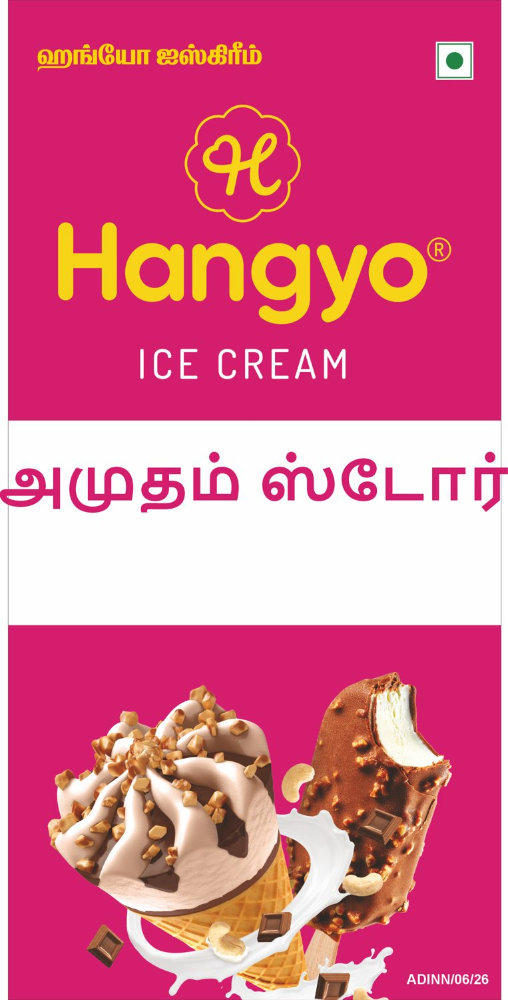 ஹங்யோ ஐஸ்கிரீம்
H
Hangyo®
ICE CREAM
அமுதம் ஸ்டோர்
ADINN/06/26